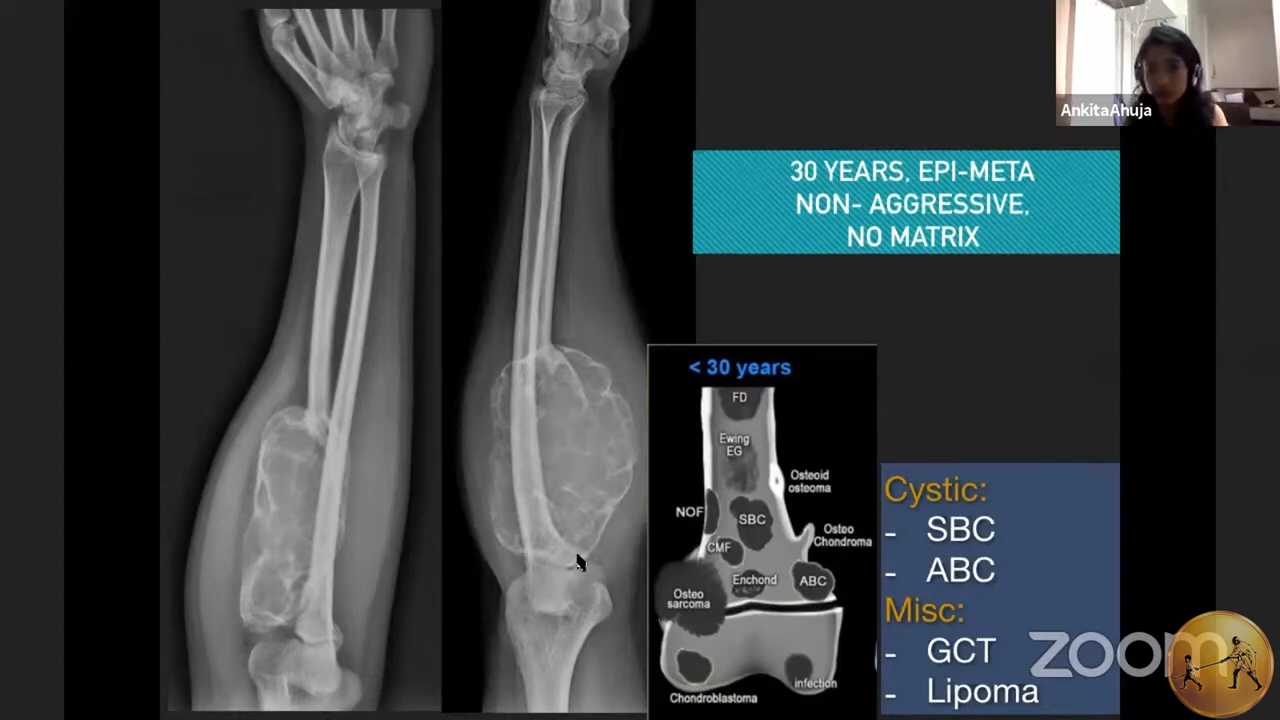 AnkitaAhuja
30 YEARS, EPI-META
NON- AGGRESSIVE,
NO MATRIX
< 30 years
FD
Ewing
EG
Osteoid
osteoma
NOF
SBC
Osteo
Chondroma
CMF
Enchond
ABC
Osteo
sarcoma
infection
Chondroblastoma
Cystic:
- SBC
- ABC
Misc:
- GCT
- Lipoma
zoom